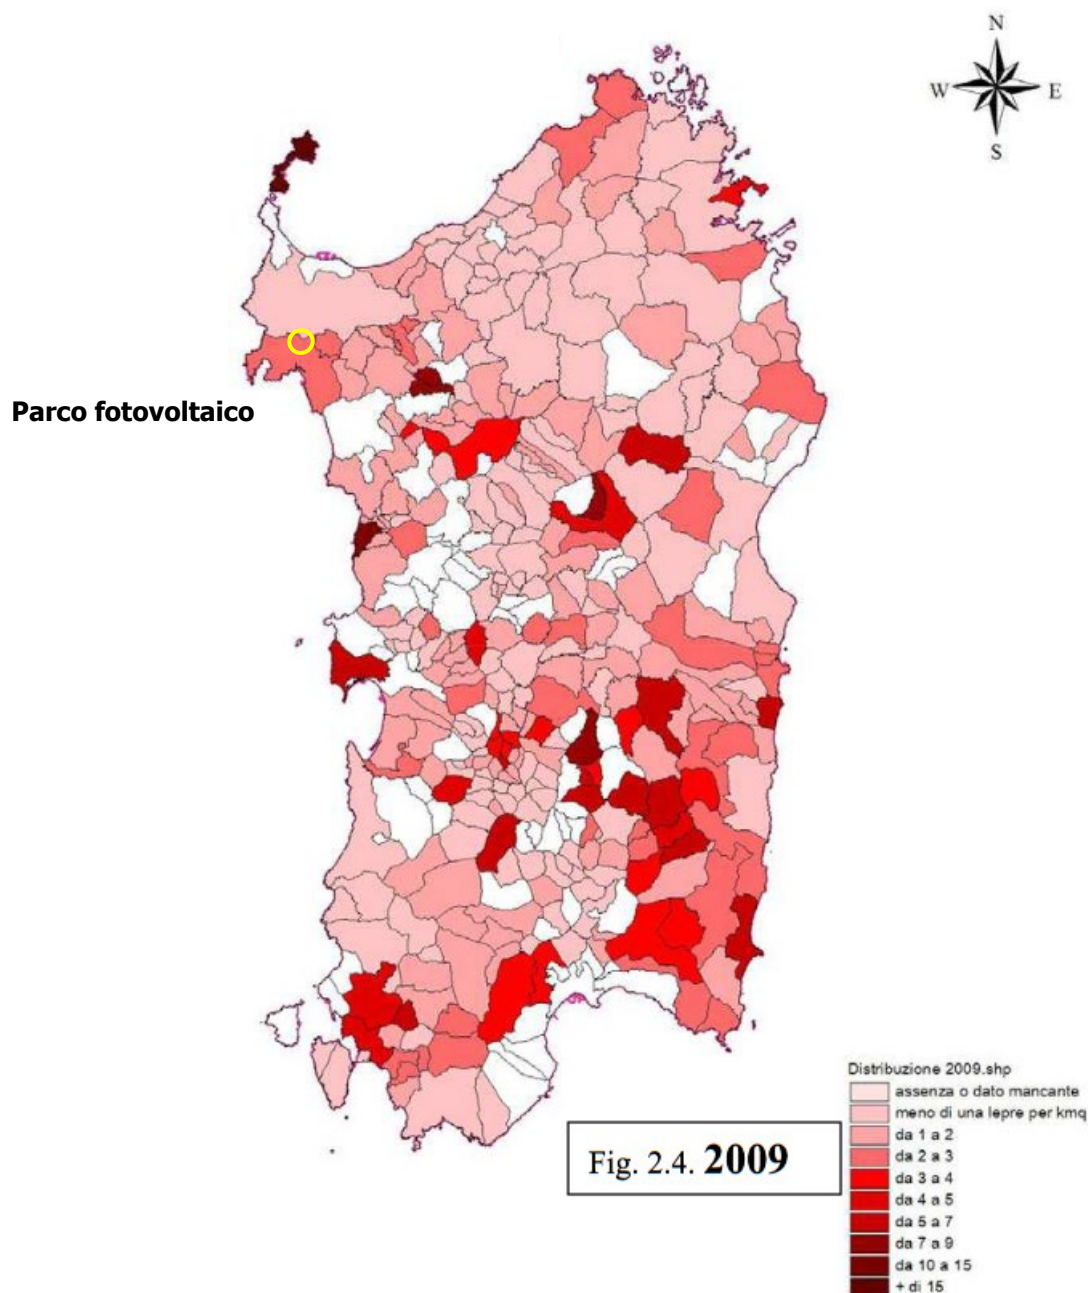 N
W E
S
Parco fotovoltaico
Fig. 2.4. 2009
Distribuzione 2009.shp
assenza o dato mancante
meno di una lepre per kmq
da 1 a 2
da 2 a 3
da 3 a 4
da 4 a 5
da 5 a 7
da 7 a 9
da 10 a 15
+ di 15